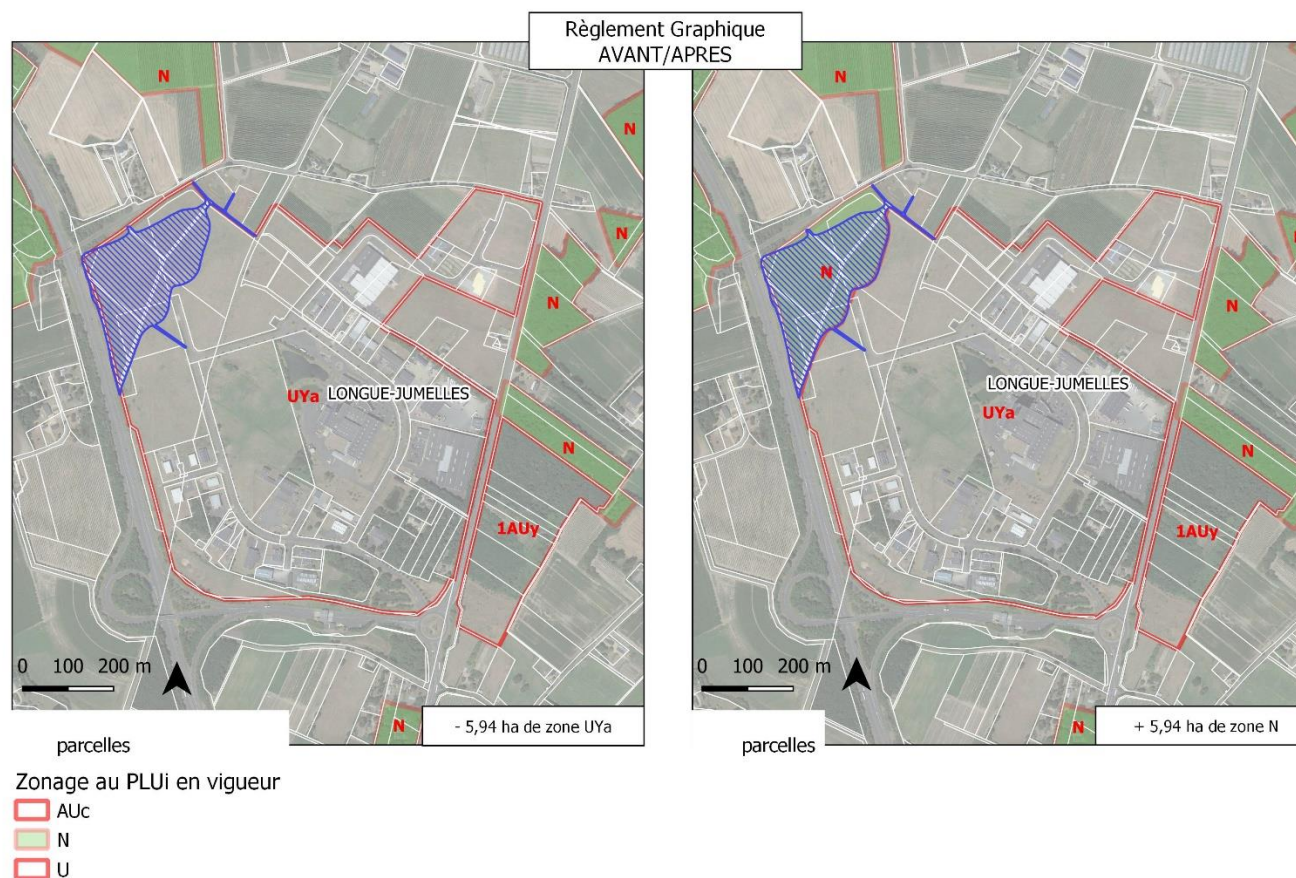 Règlement Graphique
AVANT/APRES
N
N
N
N
UYa
LONGUE-JUMELLES
N
1AUy
0 100 200 m
N
- 5,94 ha de zone UYa
parcelles
N
N
N
N
N
LONGUE-JUMELLES
UYa
N
1AUy
0 100 200 m
N
+ 5,94 ha de zone N
parcelles
Zonage au PLUi en vigueur
AUc
N
U